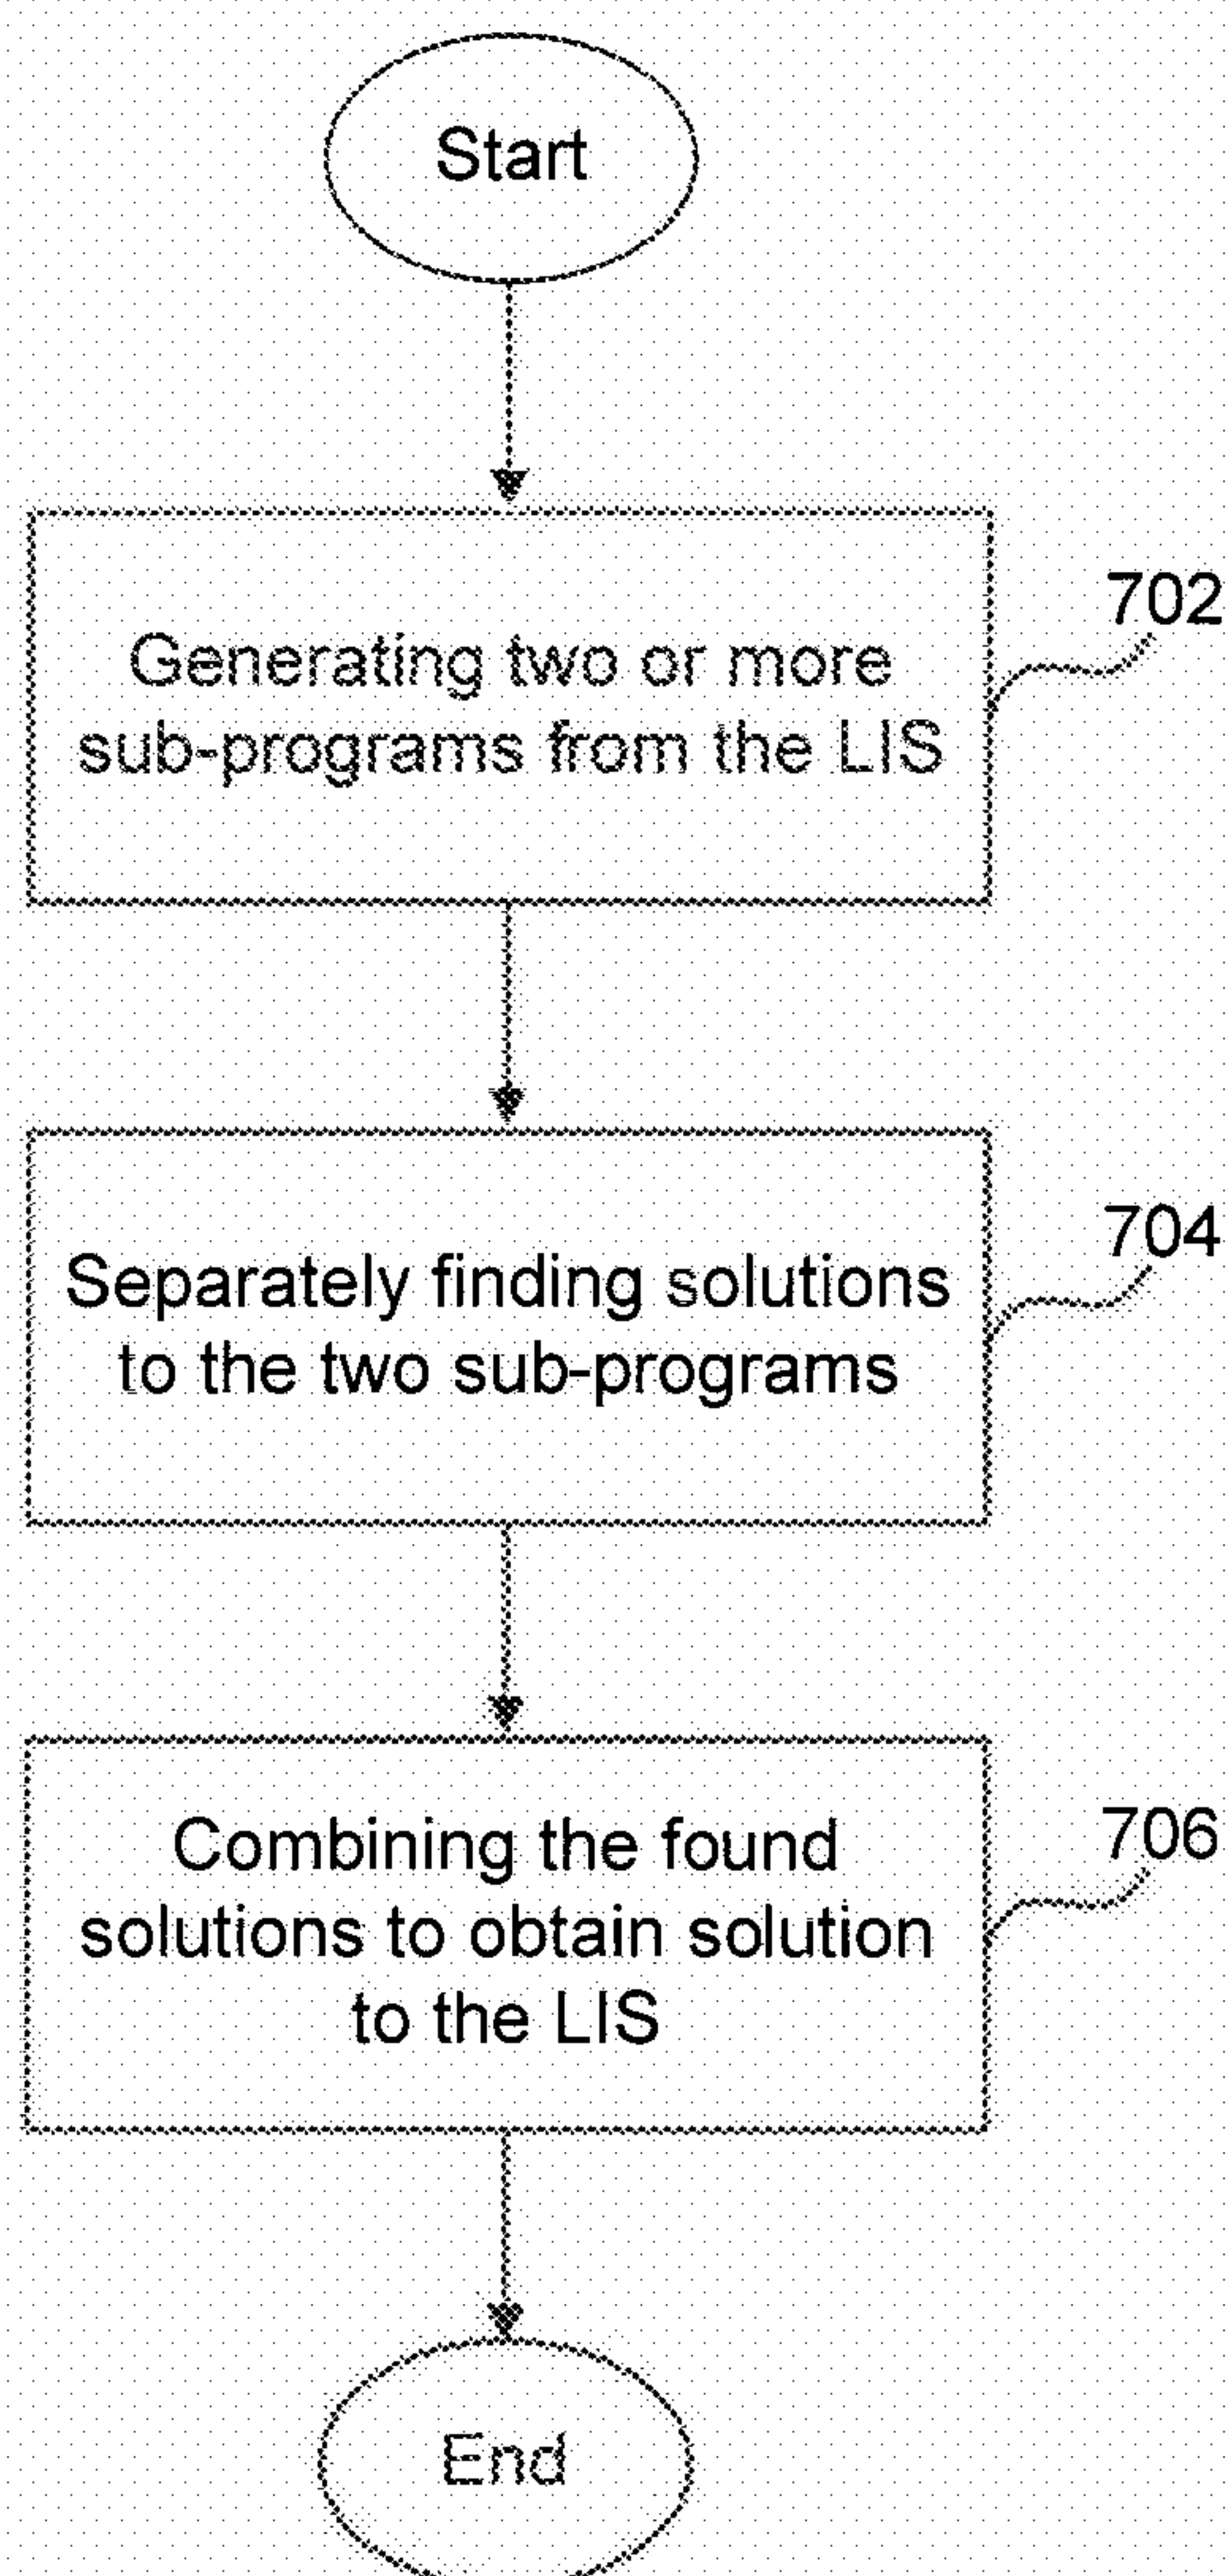 Start
702
Generating two or more
sub-programs from the LIS
704
Separately finding solutions
to the two sub-programs
706
Combining the found
solutions to obtain solution
to the LIS
End